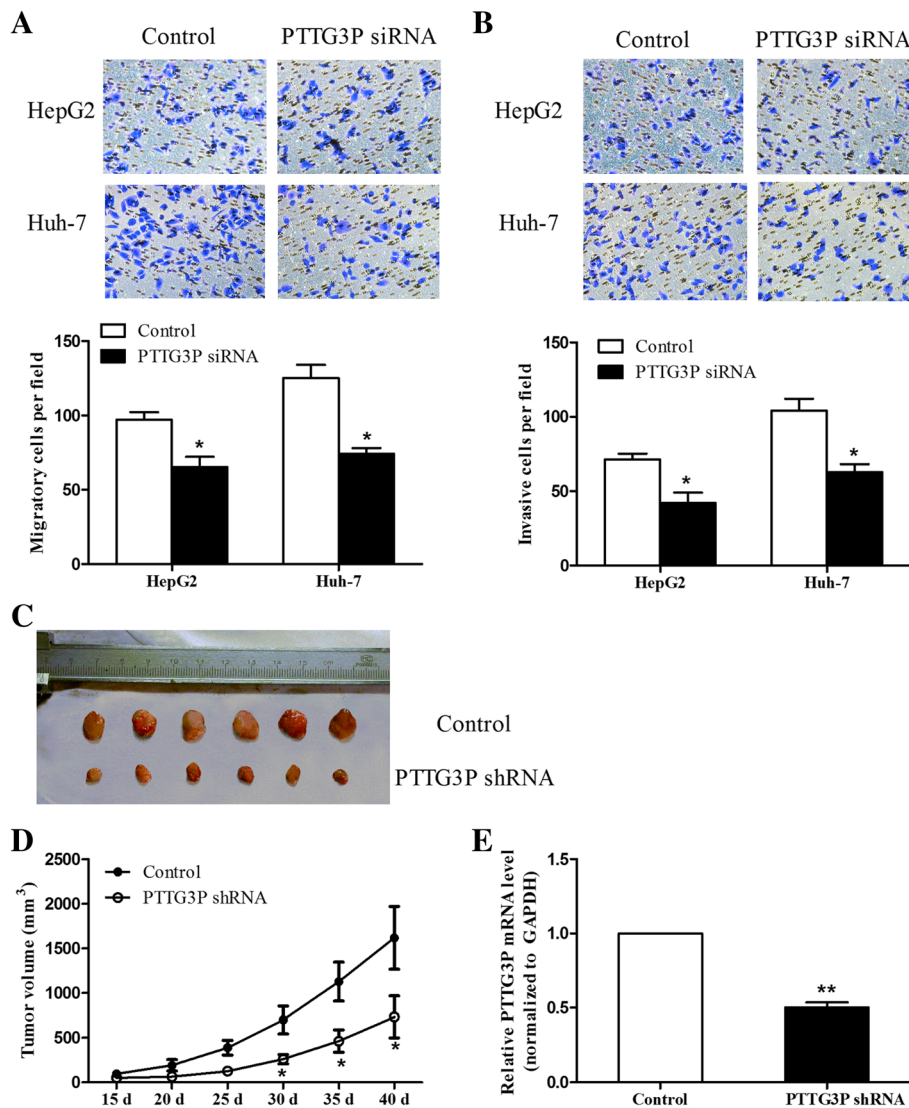 A
Control
PTTG3P siRNA
HepG2
Huh-7
Control
PTTG3P siRNA
Migratory cells per field
150
100
50
0
*
*
HepG2
Huh-7
B
Control
PTTG3P siRNA
HepG2
Huh-7
Control
PTTG3P siRNA
Invasive cells per field
150
100
50
0
*
*
HepG2
Huh-7
C
Control
PTTG3P shRNA
D
Control
PTTG3P shRNA
Tumor volume (mm³)
2500
2000
1500
1000
500
0
*
*
*
15 d 20 d 25 d 30 d 35 d 40 d
E
Relative PTTG3P mRNA level
(normalized to GAPDH)
1.5
1.0
0.5
0.0
**
Control
PTTG3P shRNA